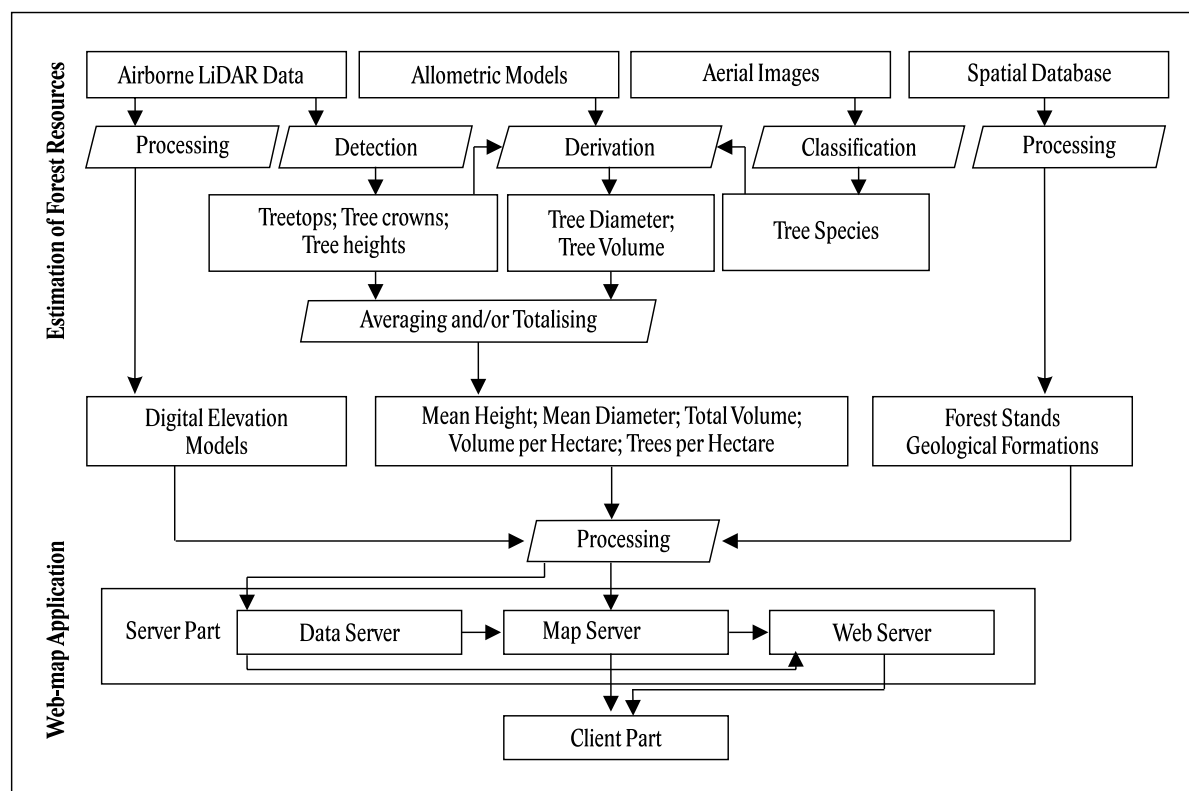 Estimation of Forest Resources
Airborne LiDAR Data
Allometric Models
Aerial Images
Spatial Database
Processing
Detection
Derivation
Classification
Processing
Treetops; Tree crowns;
Tree heights
Tree Diameter;
Tree Volume
Tree Species
Averaging and/or Totalising
Digital Elevation
Models
Mean Height; Mean Diameter; Total Volume;
Volume per Hectare; Trees per Hectare
Forest Stands
Geological Formations
Web-map Application
Processing
Server Part
Data Server
Map Server
Web Server
Client Part